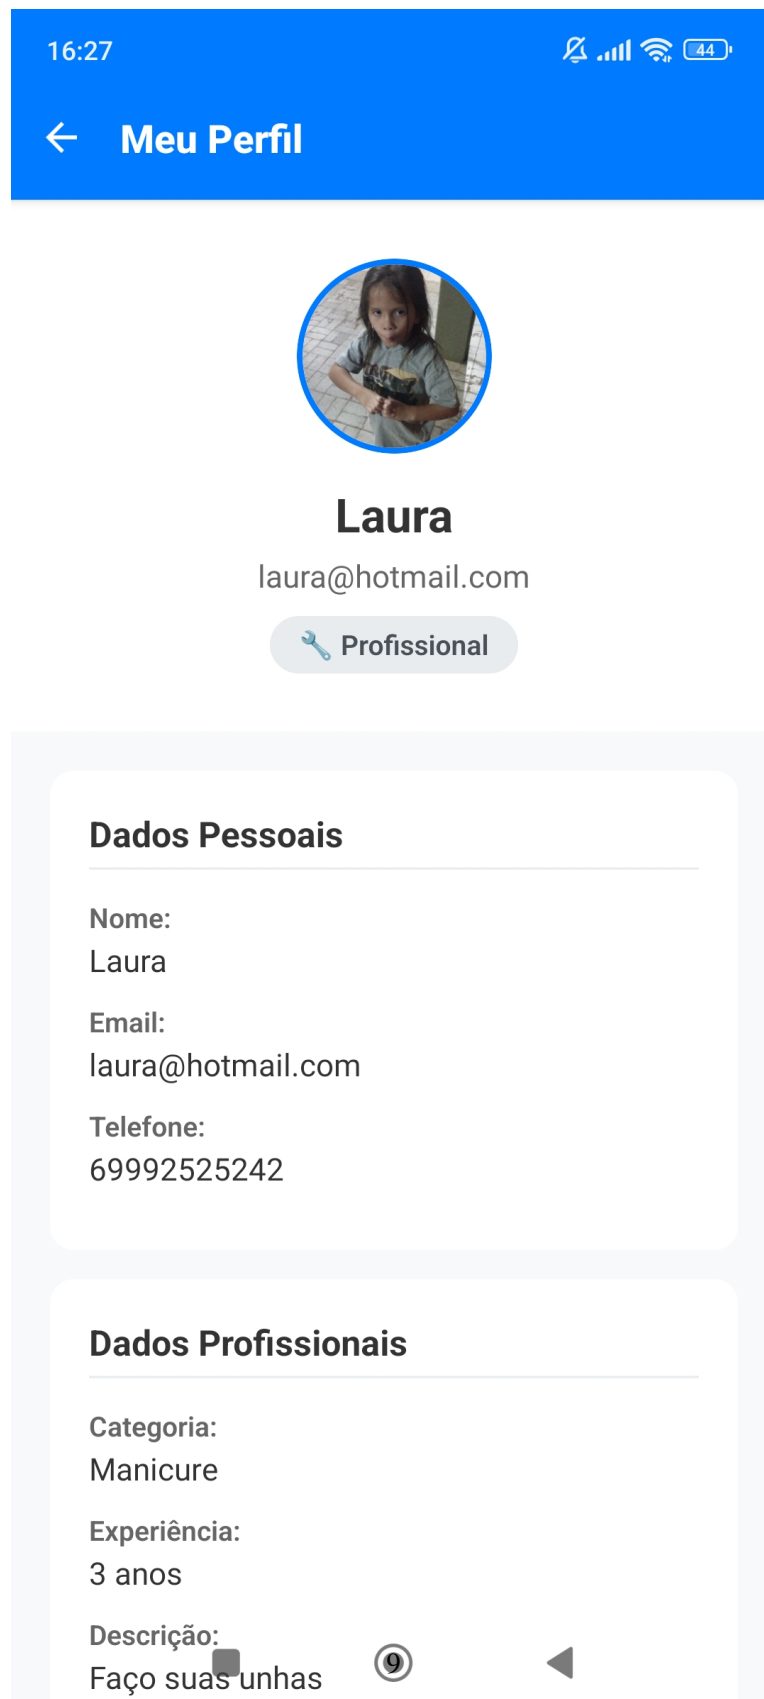 16:27
44
Meu Perfil
Laura
laura@hotmail.com
Profissional
Dados Pessoais
Nome:
Laura
Email:
laura@hotmail.com
Telefone:
69992525242
Dados Profissionais
Categoria:
Manicure
Experiência:
3 anos
Descrição:
Faço suas unhas
9